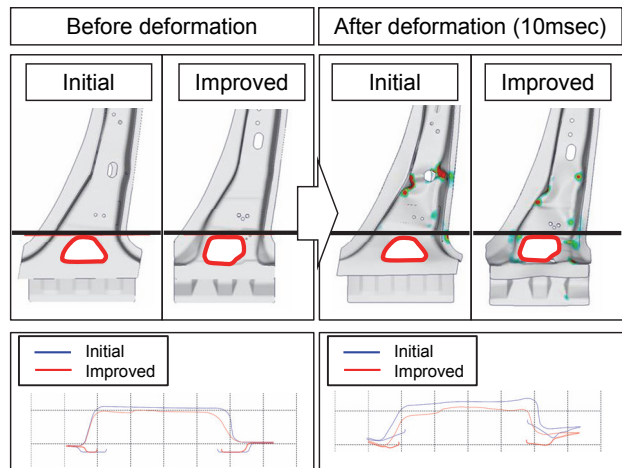 Before deformation
After deformation (10msec)
Initial
Improved
Initial
Improved
Initial
Improved
Initial
Improved